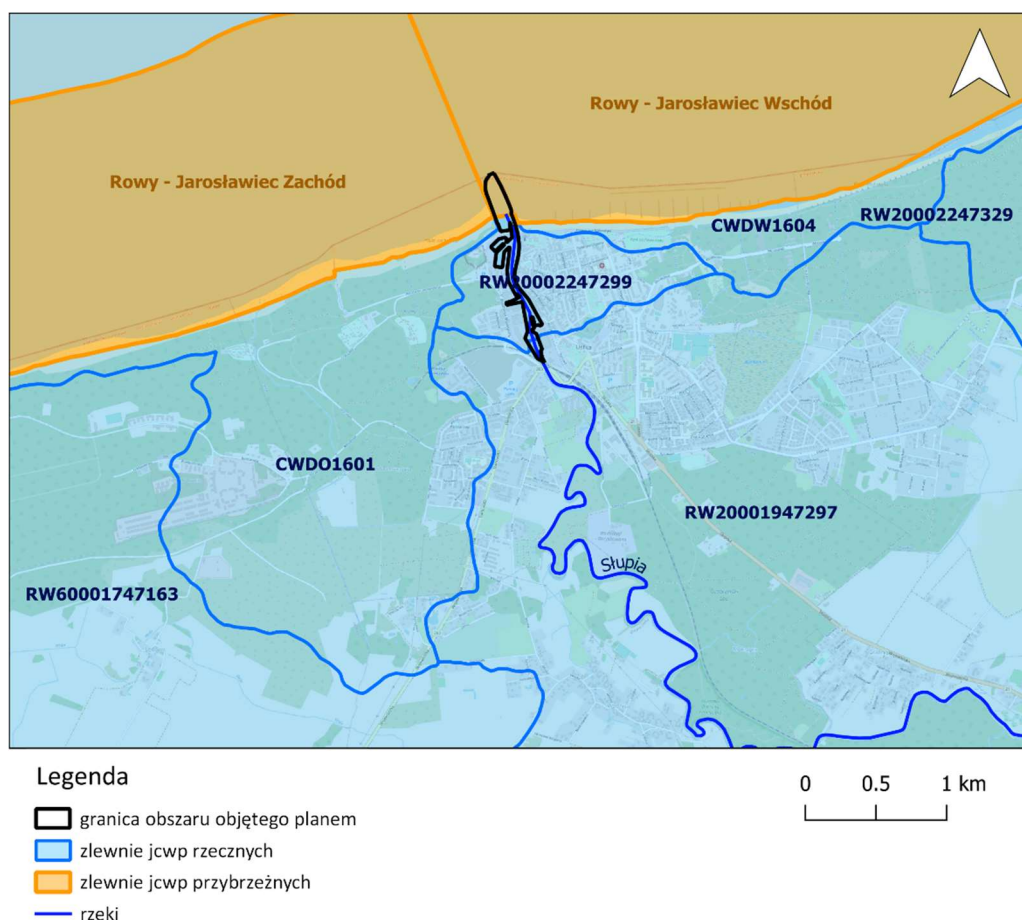 Rowy - Jarosławiec Wschód
Rowy - Jarosławiec Zachód
RW20002247329
CWDW1604
RW20002247299
CWDO1601
RW20001947297
Słupia
RW60001747163
Legenda
granica obszaru objętego planem
zlewnie jcwp rzecznych
zlewnie jcwp przybrzeżnych
rzeki
0 0.5 1 km